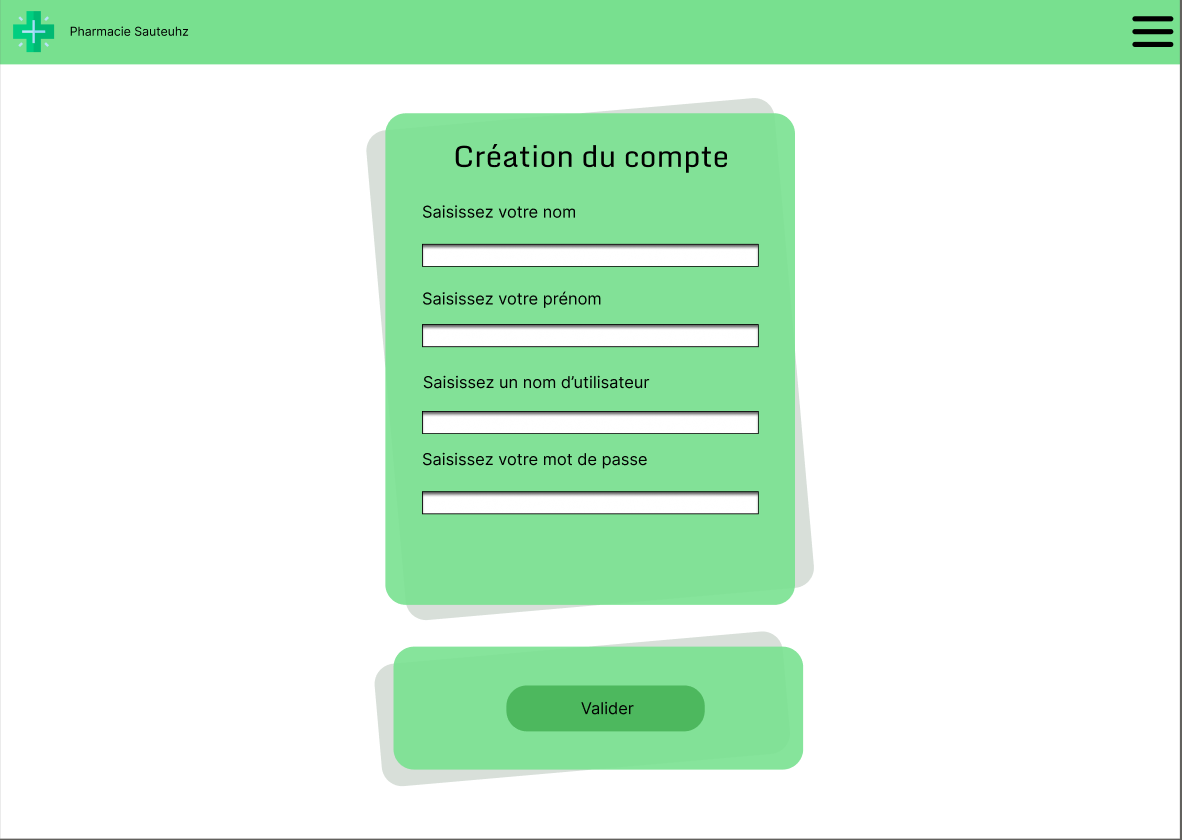 Pharmacie Sauteuhz
Création du compte
Saisissez votre nom
Saisissez votre prénom
Saisissez un nom d’utilisateur
Saisissez votre mot de passe
Valider